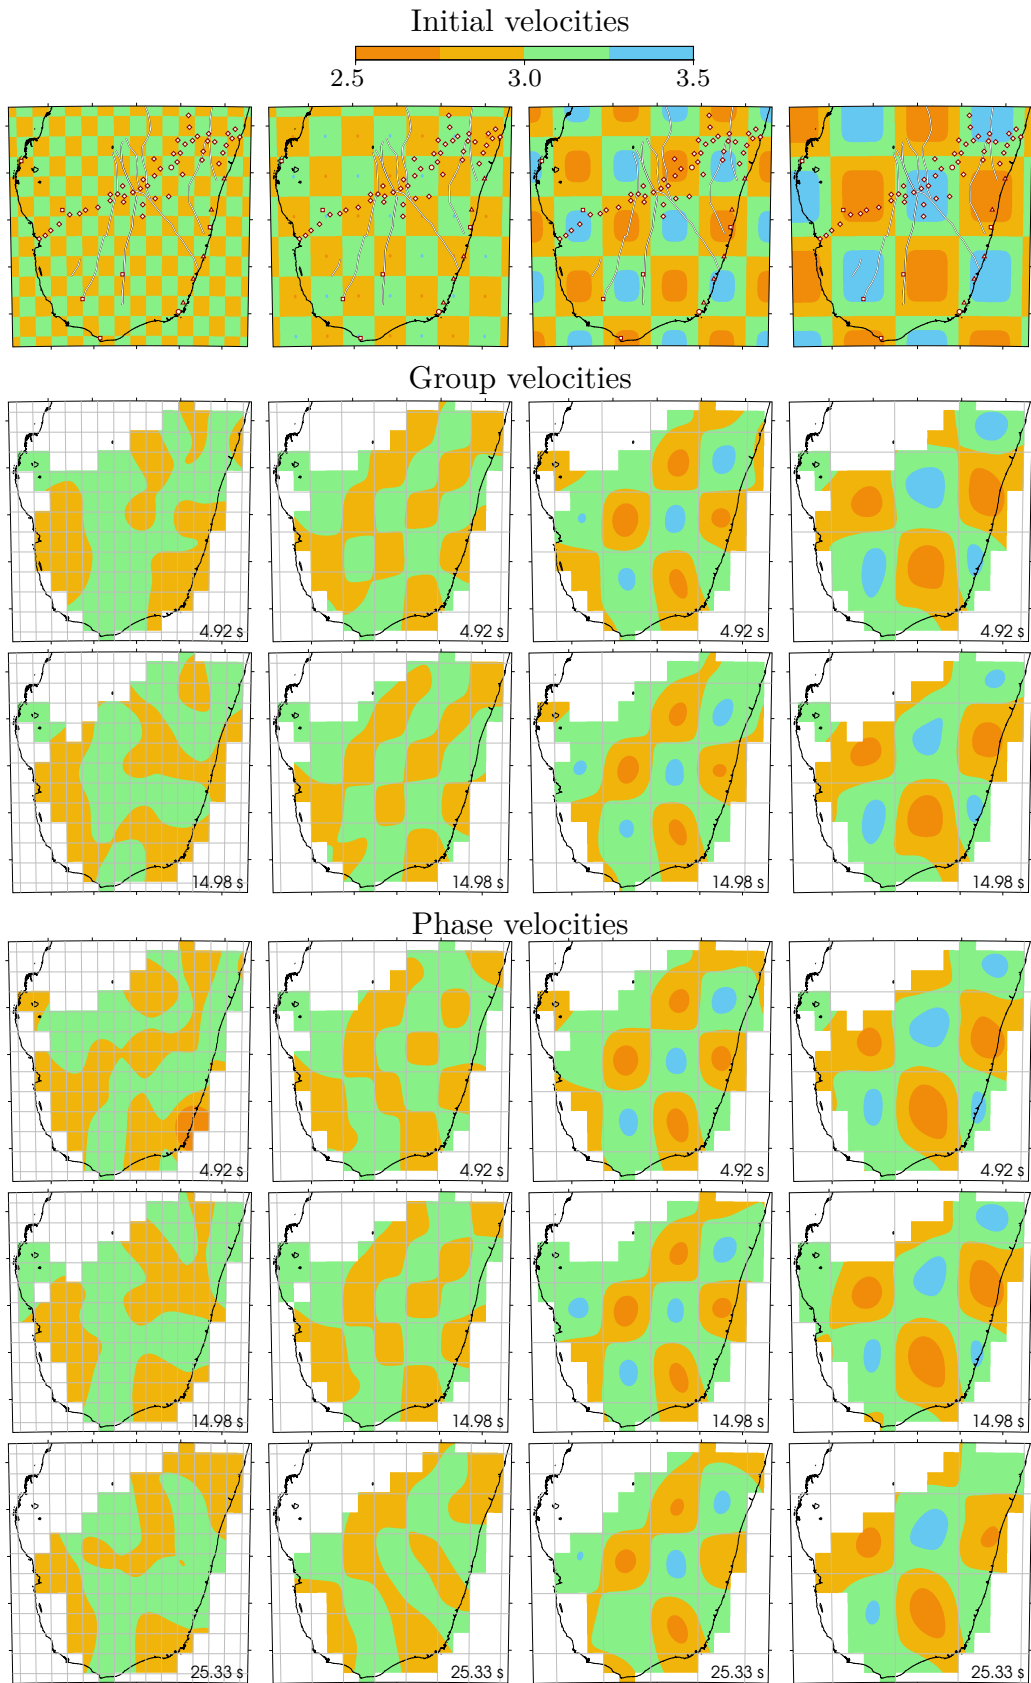 Initial velocities
2.5 3.0 3.5
Group velocities
4.92 s 4.92 s 4.92 s 4.92 s
14.98 s 14.98 s 14.98 s 14.98 s
Phase velocities
4.92 s 4.92 s 4.92 s 4.92 s
14.98 s 14.98 s 14.98 s 14.98 s
25.33 s 25.33 s 25.33 s 25.33 s